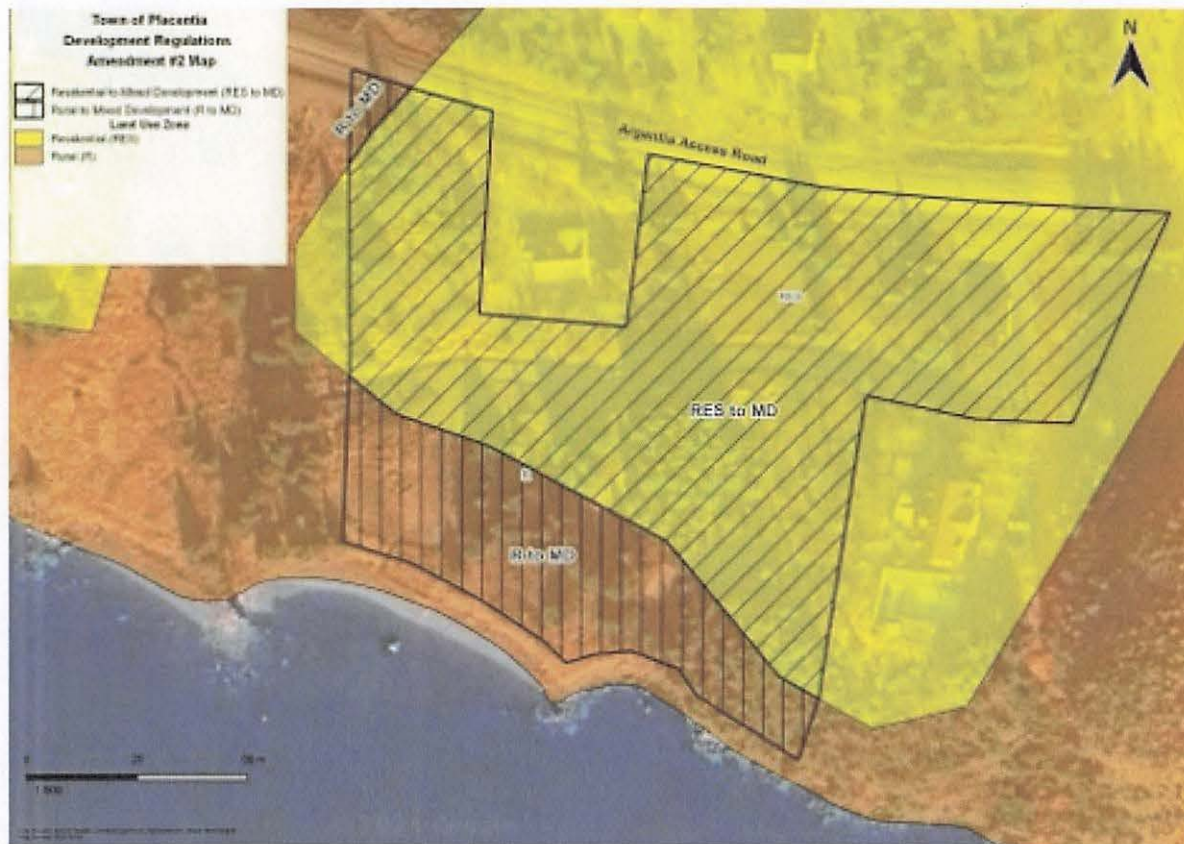 Town of Placentia
Development Regulations
Amendment #2 Map
Residential to Mixed Development (RES to MD)
Rural to Mixed Development (R to MD)
Land Use Zone
Residential (RES)
Rural (R)
N
R to MD
Argentia Access Road
RES to MD
R to MD
0